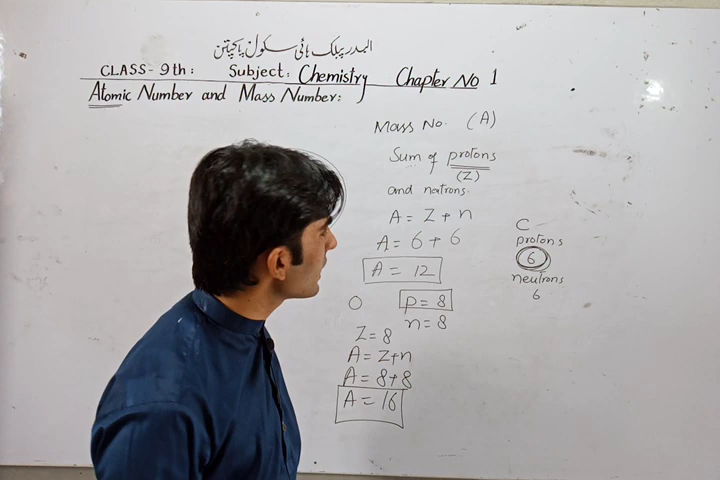 البدر پبلک ہائی سکول پاکپتن
CLASS - 9th: Subject: Chemistry Chapter No 1
Atomic Number and Mass Number:
Mass No. (A)
Sum of protons
(Z)
and neutrons.
A = Z + n
A = 6 + 6
A = 12
C
protons
6
neutrons
6
O p = 8
n = 8
Z = 8
A = Z + n
A = 8 + 8
A = 16